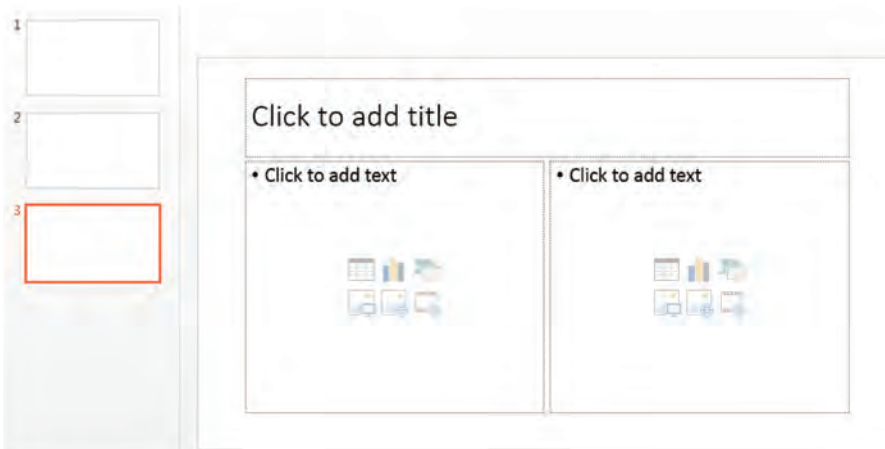 1
2
3
Click to add title
• Click to add text
• Click to add text